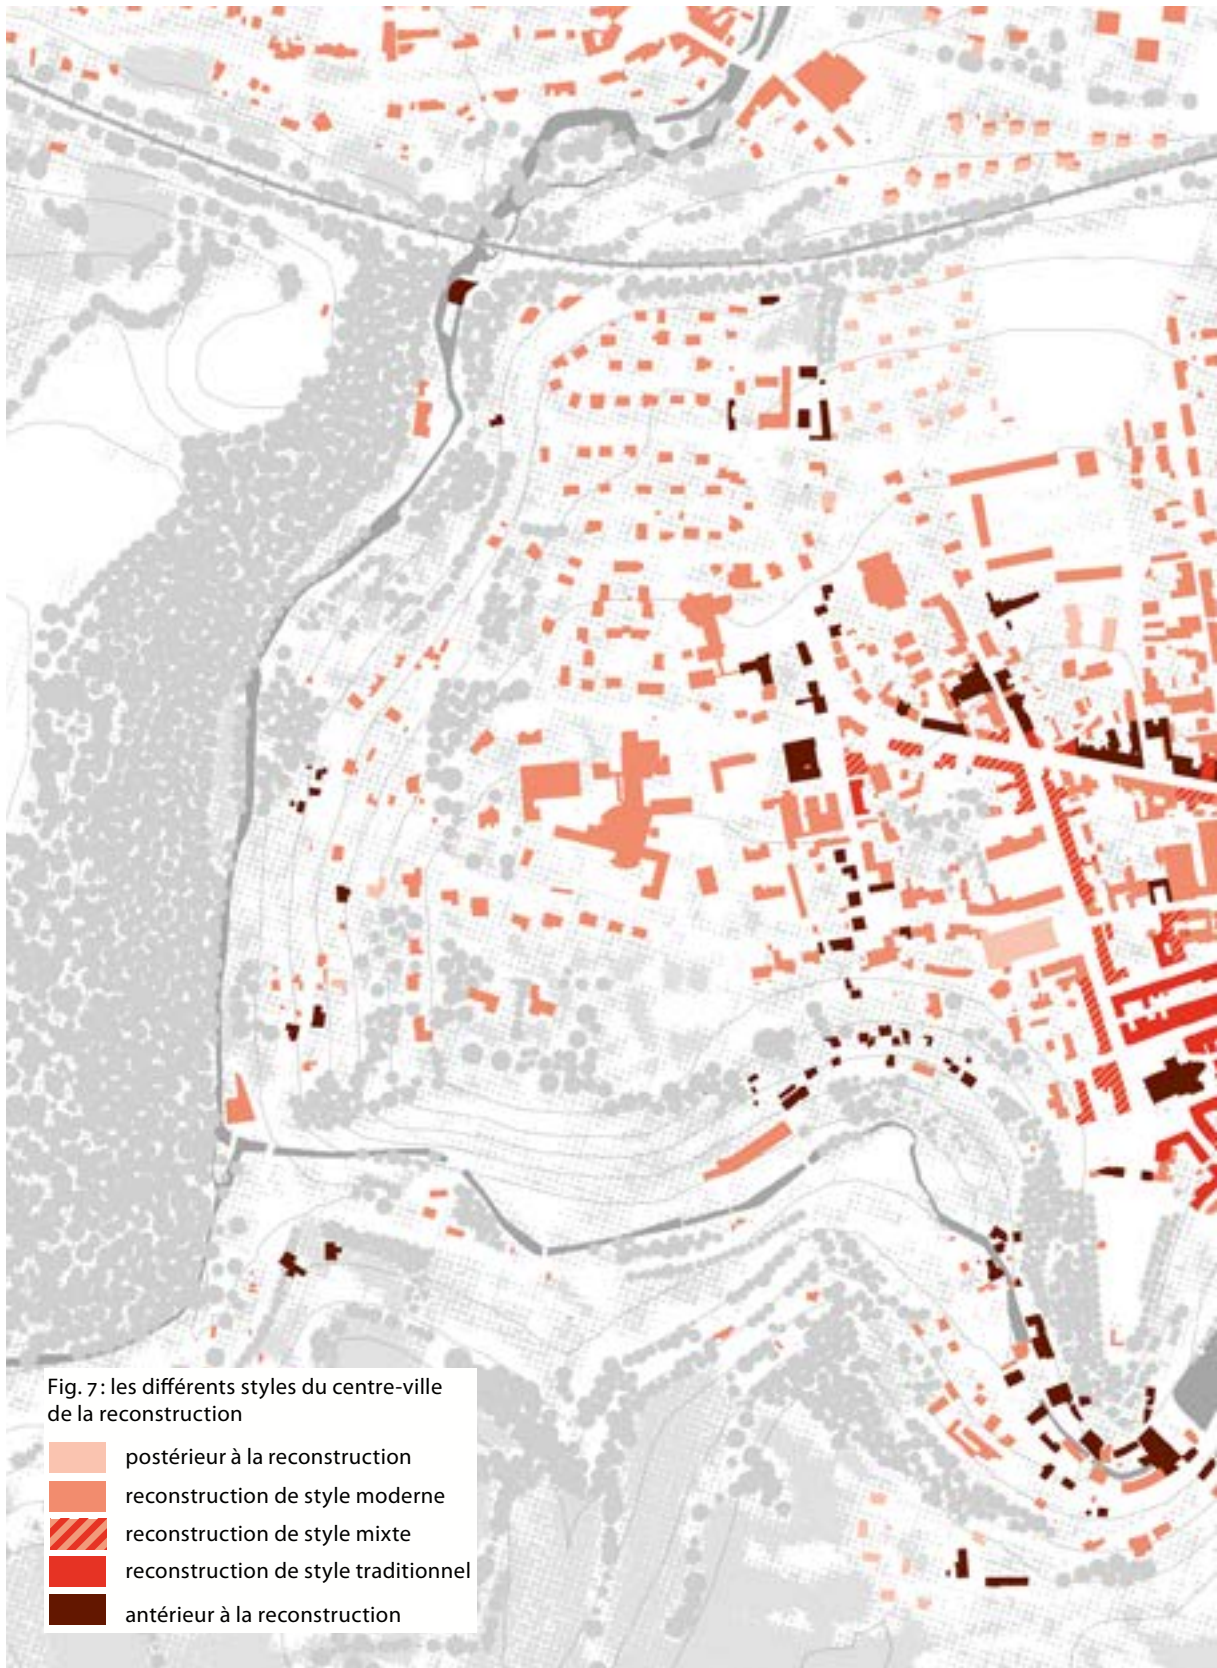 Fig. 7 : les différents styles du centre-ville
de la reconstruction
postérieur à la reconstruction
reconstruction de style moderne
reconstruction de style mixte
reconstruction de style traditionnel
antérieur à la reconstruction